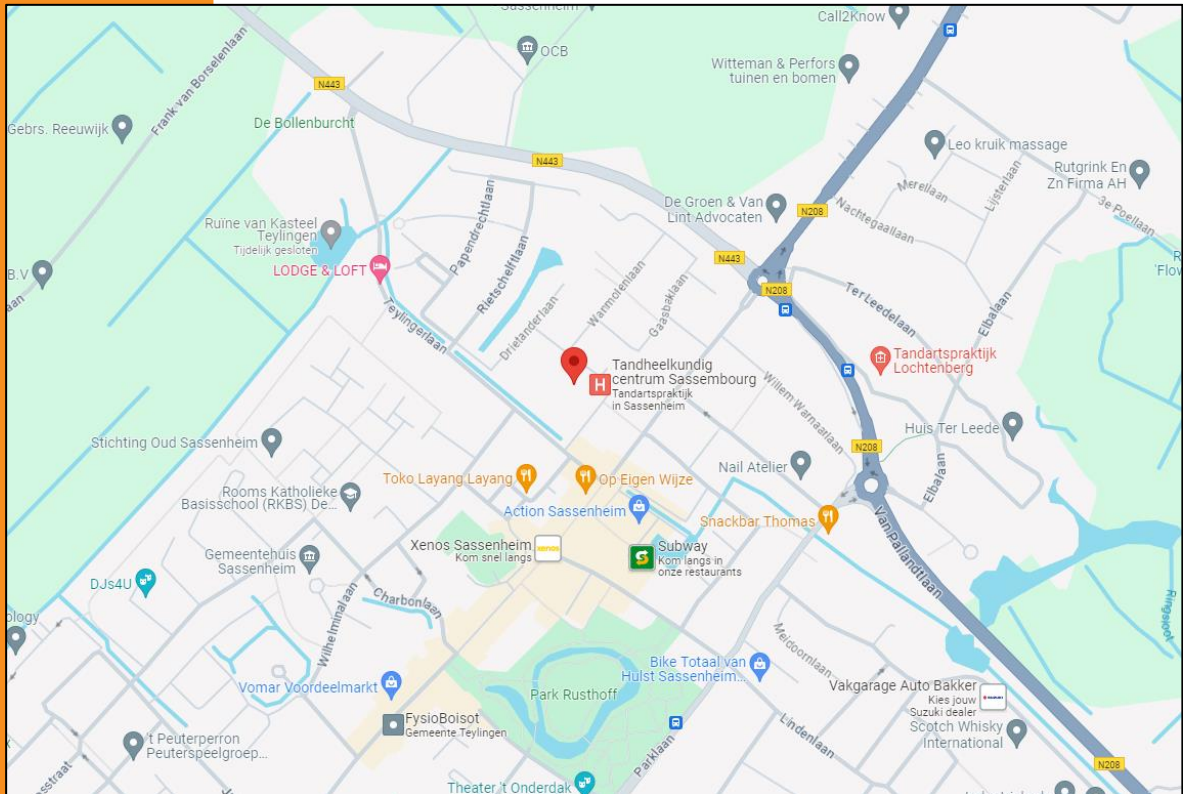 Sassenheim
Call2Know
OCB
Witteman & Perfors
tuinen en bomen
N443
Frank van Borselenlaan
Gebrs. Reeuwijk
De Bollenburcht
Leo kruik massage
N443
Rutgrink En
Zn Firma AH
Merellaan
Lijsterlaan
De Groen & Van
Lint Advocaten
N208
Nachtegaallaan
3e Poellaan
Ruïne van Kasteel
Teylingen
Tijdelijk gesloten
Papendrechtlaan
N443
B.V
LODGE & LOFT
Rietschelftlaan
'Flow
N208
Ter Leedelaan
Elbalaan
Teylingerlaan
Drielanderlaan
Warmolenlaan
Gaasbaklaan
Tandheelkundig
centrum Sassembourg
Tandartspraktijk
in Sassenheim
Tandartspraktijk
Lochtenberg
Willem Warnaarlaan
Huis Ter Leede
Stichting Oud Sassenheim
N208
Nail Atelier
Elbalaan
Toko Layang Layang
Op Eigen Wijze
Rooms Katholieke
Basisschool (RKBS) De...
Action Sassenheim
Snackbar Thomas
Van Pallandtlaan
Xenos Sassenheim
Kom snel langs
Subway
Kom langs in
onze restaurants
Gemeentehuis
Sassenheim
DJs4U
Charbonlaan
Ringsloot
ology
Wilhelminalaan
Meidoornlaan
Bike Totaal van
Hulst Sassenheim...
Vomar Voordeelmarkt
Park Rusthoff
Vakgarage Auto Bakker
Kies jouw
Suzuki dealer
FysioBoisot
Gemeente Teylingen
Lindenlaan
Scotch Whisky
International
't Peuterperron
Peuterspeelgroep...
Parklaan
N208
Theater 't Onderdak